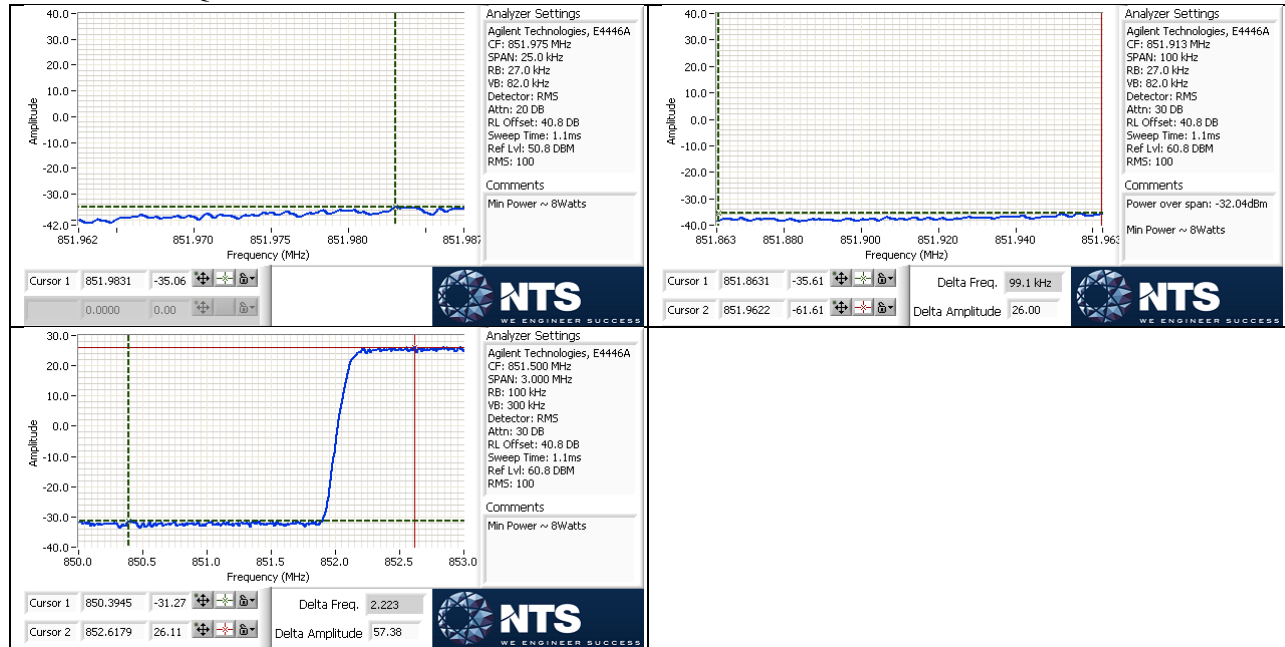 40.0
30.0
20.0
10.0
0.0
-10.0
-20.0
-30.0
-42.0
Amplitude
851.962
851.970
851.975
851.980
851.987
Frequency (MHz)
Analyzer Settings
Agilent Technologies, E4446A
CF: 851.975 MHz
SPAN: 25.0 kHz
RB: 27.0 kHz
VB: 82.0 kHz
Detector: RMS
Attn: 20 DB
RL Offset: 40.8 DB
Sweep Time: 1.1ms
Ref Lvl: 50.8 DBM
RMS: 100
Comments
Min Power ~ 8Watts
Cursor 1 851.9831 -35.06
0.0000 0.00
NTS
WE ENGINEER SUCCESS
40.0
30.0
20.0
10.0
0.0
-10.0
-20.0
-30.0
-40.0
Amplitude
851.863
851.880
851.900
851.920
851.940
851.963
Frequency (MHz)
Analyzer Settings
Agilent Technologies, E4446A
CF: 851.913 MHz
SPAN: 100 kHz
RB: 27.0 kHz
VB: 82.0 kHz
Detector: RMS
Attn: 30 DB
RL Offset: 40.8 DB
Sweep Time: 1.1ms
Ref Lvl: 60.8 DBM
RMS: 100
Comments
Power over span: -32.04dBm
Min Power ~ 8Watts
Cursor 1 851.8631 -35.61
Cursor 2 851.9622 -61.61
Delta Freq. 99.1 kHz
Delta Amplitude 26.00
NTS
WE ENGINEER SUCCESS
30.0
20.0
10.0
0.0
-10.0
-20.0
-30.0
-40.0
Amplitude
850.0
850.5
851.0
851.5
852.0
852.5
853.0
Frequency (MHz)
Analyzer Settings
Agilent Technologies, E4446A
CF: 851.500 MHz
SPAN: 3.000 MHz
RB: 100 kHz
VB: 300 kHz
Detector: RMS
Attn: 30 DB
RL Offset: 40.8 DB
Sweep Time: 1.1ms
Ref Lvl: 60.8 DBM
RMS: 100
Comments
Min Power ~ 8Watts
Cursor 1 850.3945 -31.27
Cursor 2 852.6179 26.11
Delta Freq. 2.223
Delta Amplitude 57.38
NTS
WE ENGINEER SUCCESS